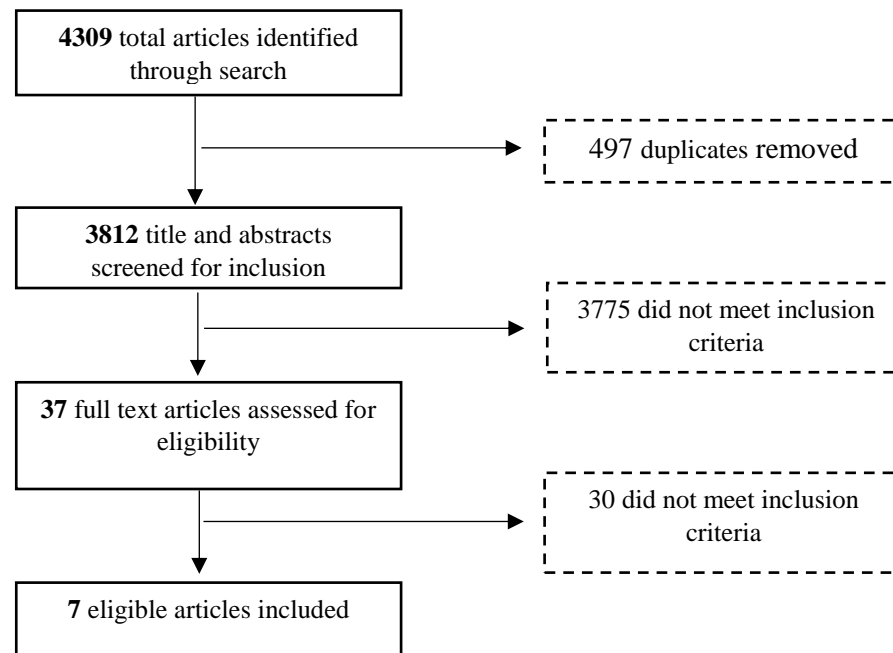 4309 total articles identified
through search
497 duplicates removed
3812 title and abstracts
screened for inclusion
3775 did not meet inclusion
criteria
37 full text articles assessed for
eligibility
30 did not meet inclusion
criteria
7 eligible articles included